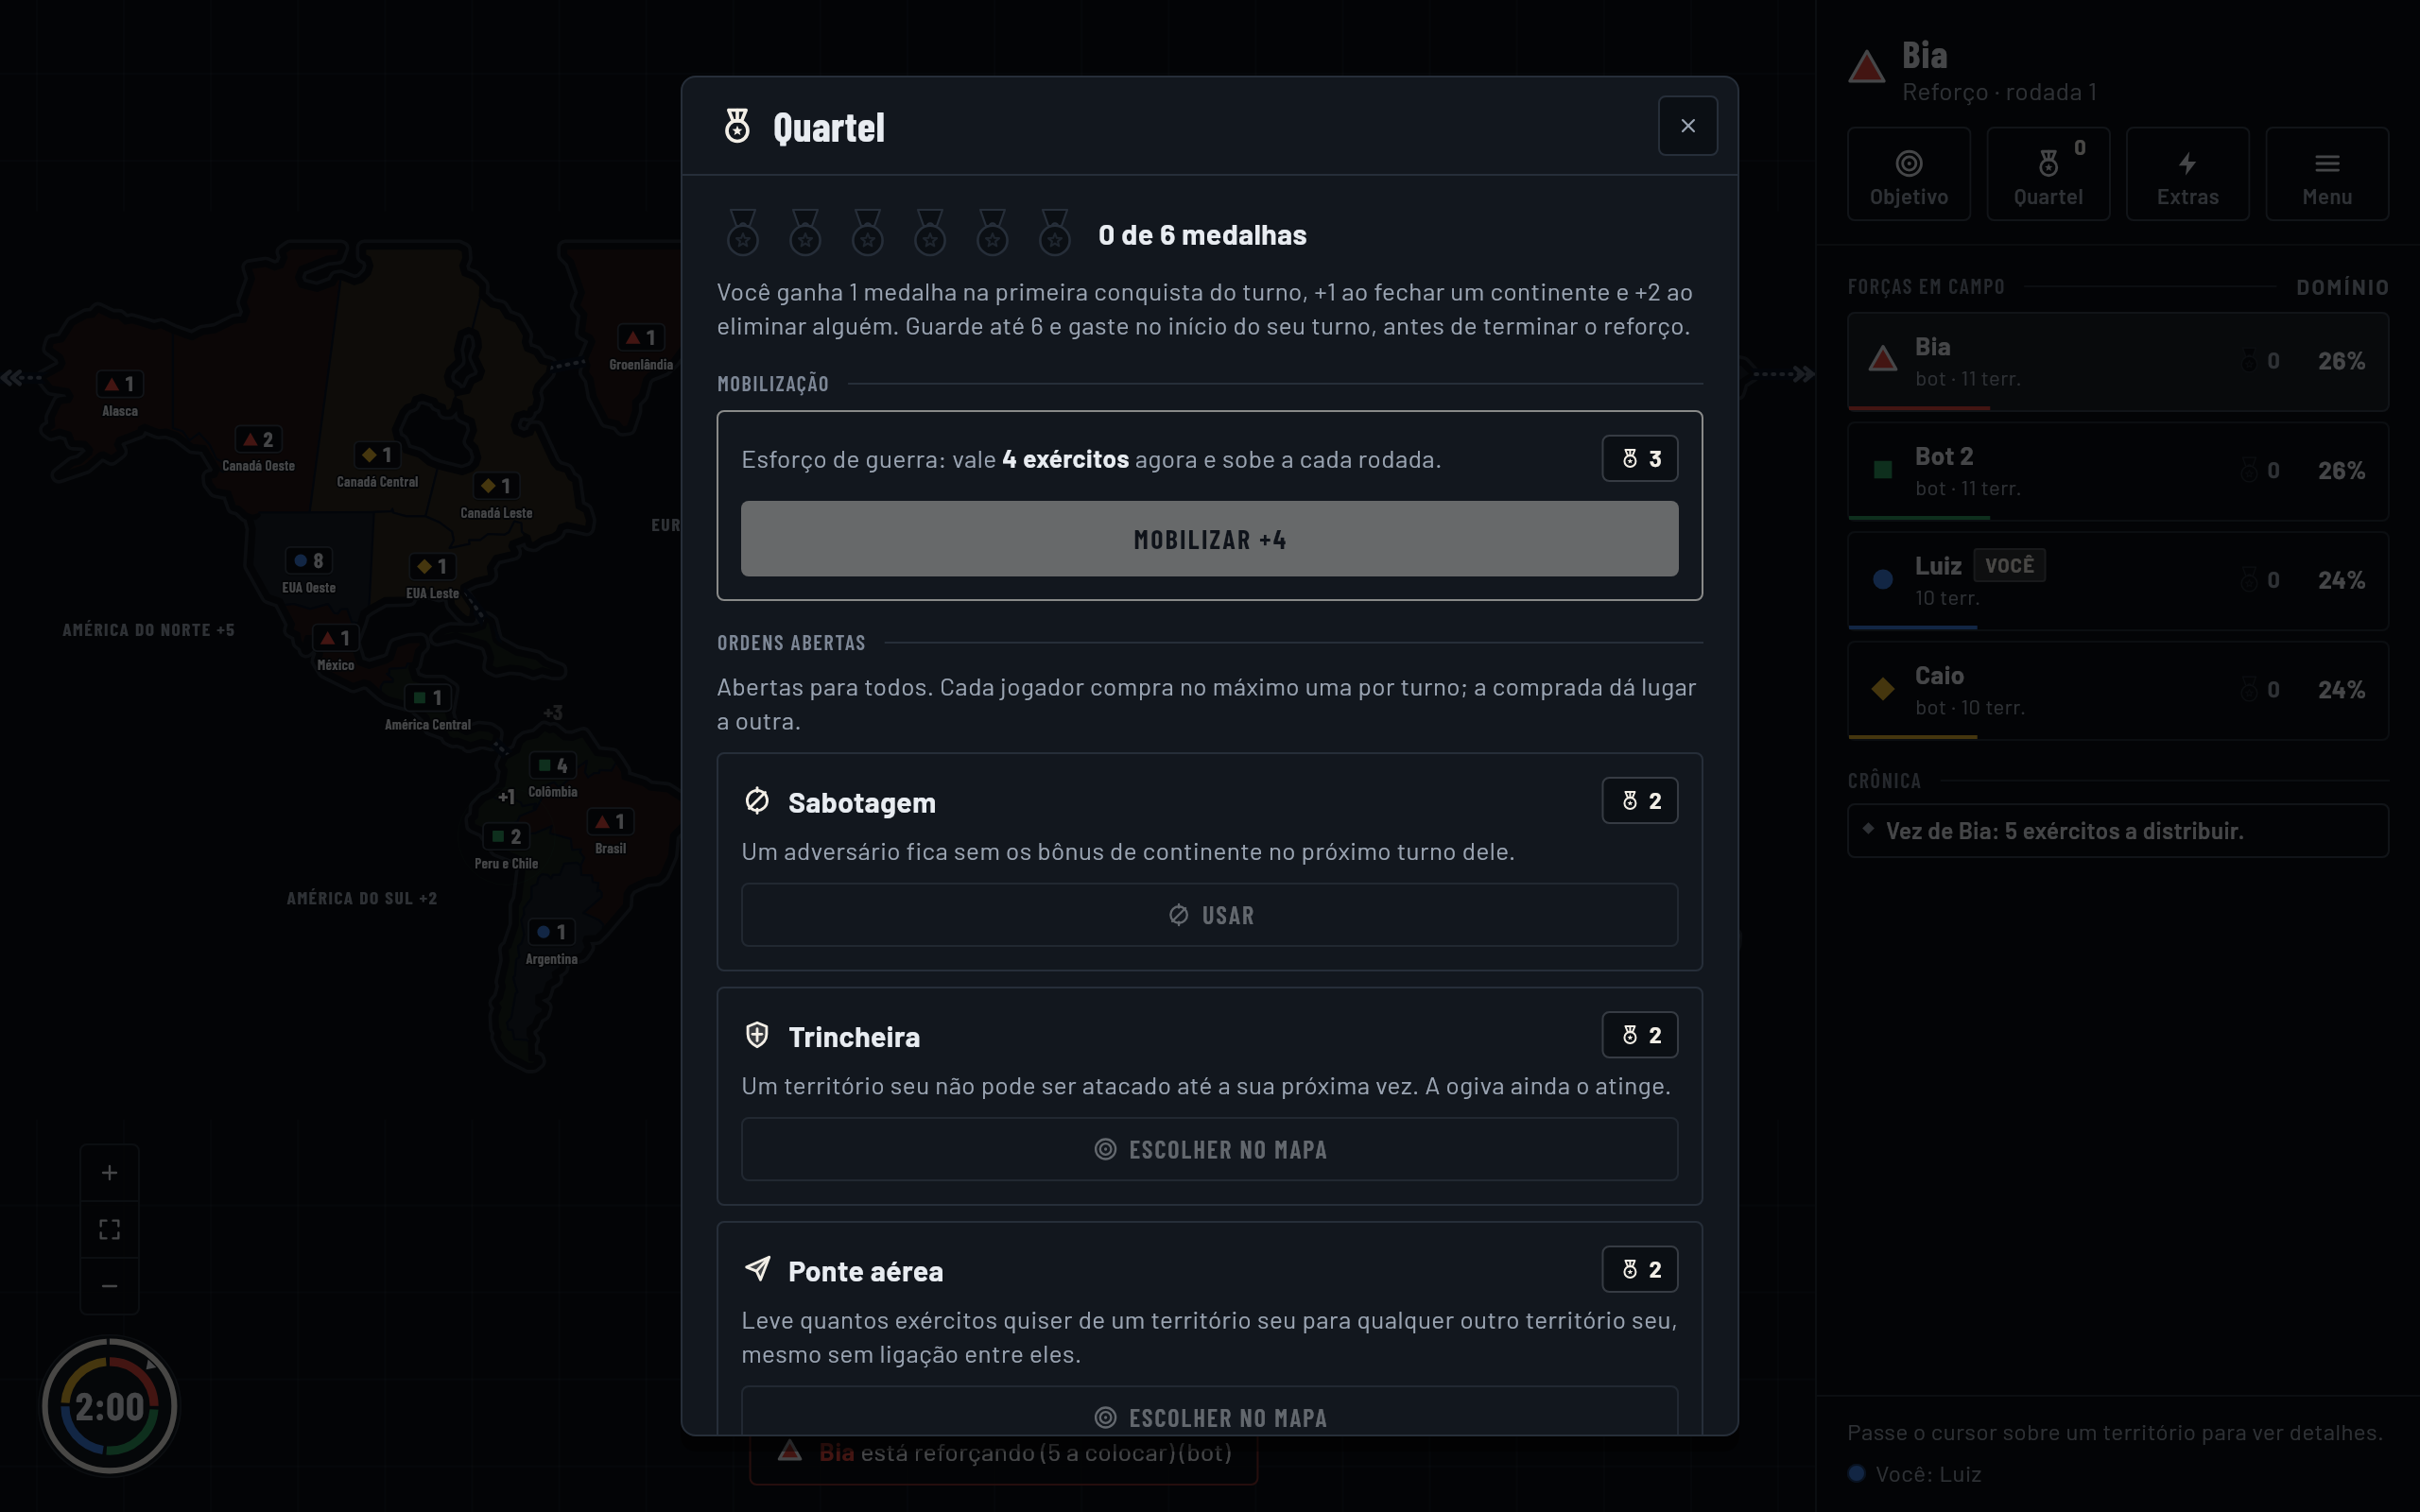 Quartel
0 de 6 medalhas
Você ganha 1 medalha na primeira conquista do turno, +1 ao fechar um continente e +2 ao
eliminar alguém. Guarde até 6 e gaste no início do seu turno, antes de terminar o reforço.
MOBILIZAÇÃO
Esforço de guerra: vale 4 exércitos agora e sobe a cada rodada.
3
MOBILIZAR +4
ORDENS ABERTAS
Abertas para todos. Cada jogador compra no máximo uma por turno; a comprada dá lugar
a outra.
Sabotagem
2
Um adversário fica sem os bônus de continente no próximo turno dele.
USAR
Trincheira
2
Um território seu não pode ser atacado até a sua próxima vez. A ogiva ainda o atinge.
ESCOLHER NO MAPA
Ponte aérea
2
Leve quantos exércitos quiser de um território seu para qualquer outro território seu,
mesmo sem ligação entre eles.
ESCOLHER NO MAPA
Bia está reforçando (5 a colocar) (bot)
1
Groenlândia
1
Alasca
2
Canadá Oeste
1
Canadá Central
1
Canadá Leste
EUR
8
EUA Oeste
1
EUA Leste
AMÉRICA DO NORTE +5
1
México
1
América Central
+3
4
Colômbia
+1
2
Peru e Chile
1
Brasil
AMÉRICA DO SUL +2
1
Argentina
+
−
2:00
Bia
Reforço · rodada 1
Objetivo
0
Quartel
Extras
Menu
FORÇAS EM CAMPO
DOMÍNIO
Bia
bot · 11 terr.
0
26%
Bot 2
bot · 11 terr.
0
26%
Luiz VOCÊ
10 terr.
0
24%
Caio
bot · 10 terr.
0
24%
CRÔNICA
Vez de Bia: 5 exércitos a distribuir.
Passe o cursor sobre um território para ver detalhes.
Você: Luiz